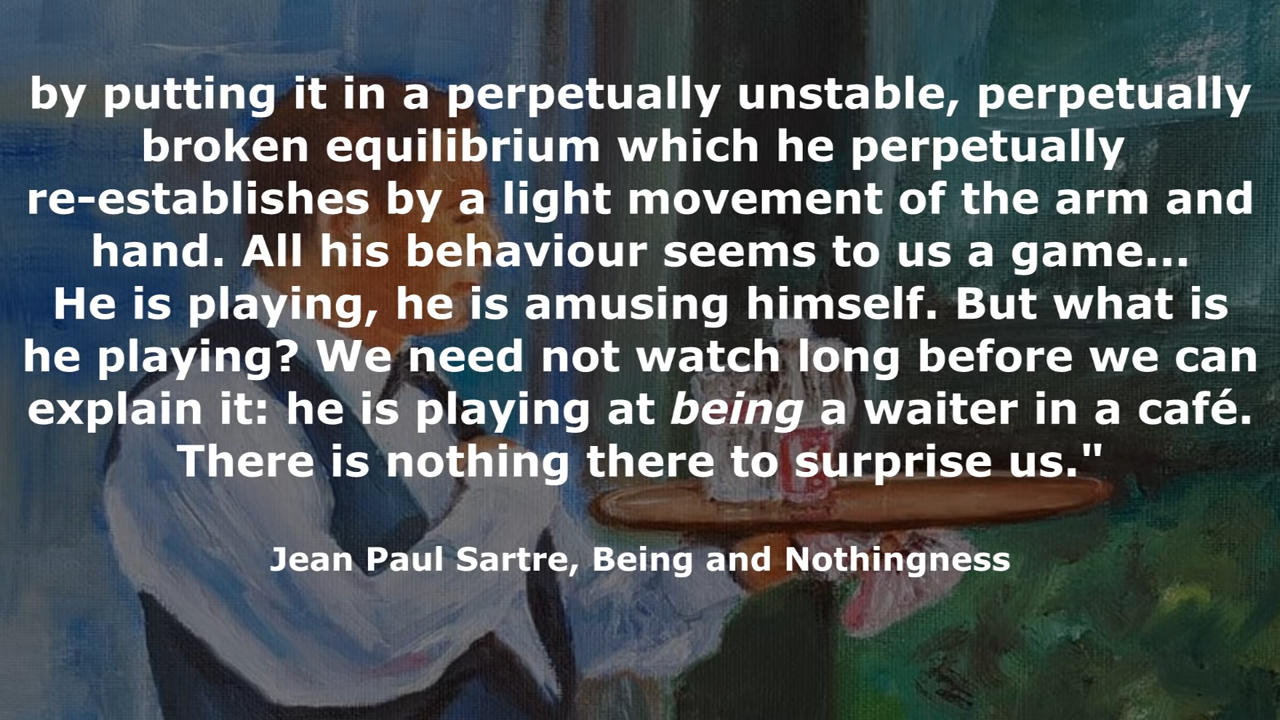 by putting it in a perpetually unstable, perpetually
broken equilibrium which he perpetually
re-establishes by a light movement of the arm and
hand. All his behaviour seems to us a game...
He is playing, he is amusing himself. But what is
he playing? We need not watch long before we can
explain it: he is playing at being a waiter in a café.
There is nothing there to surprise us."
Jean Paul Sartre, Being and Nothingness